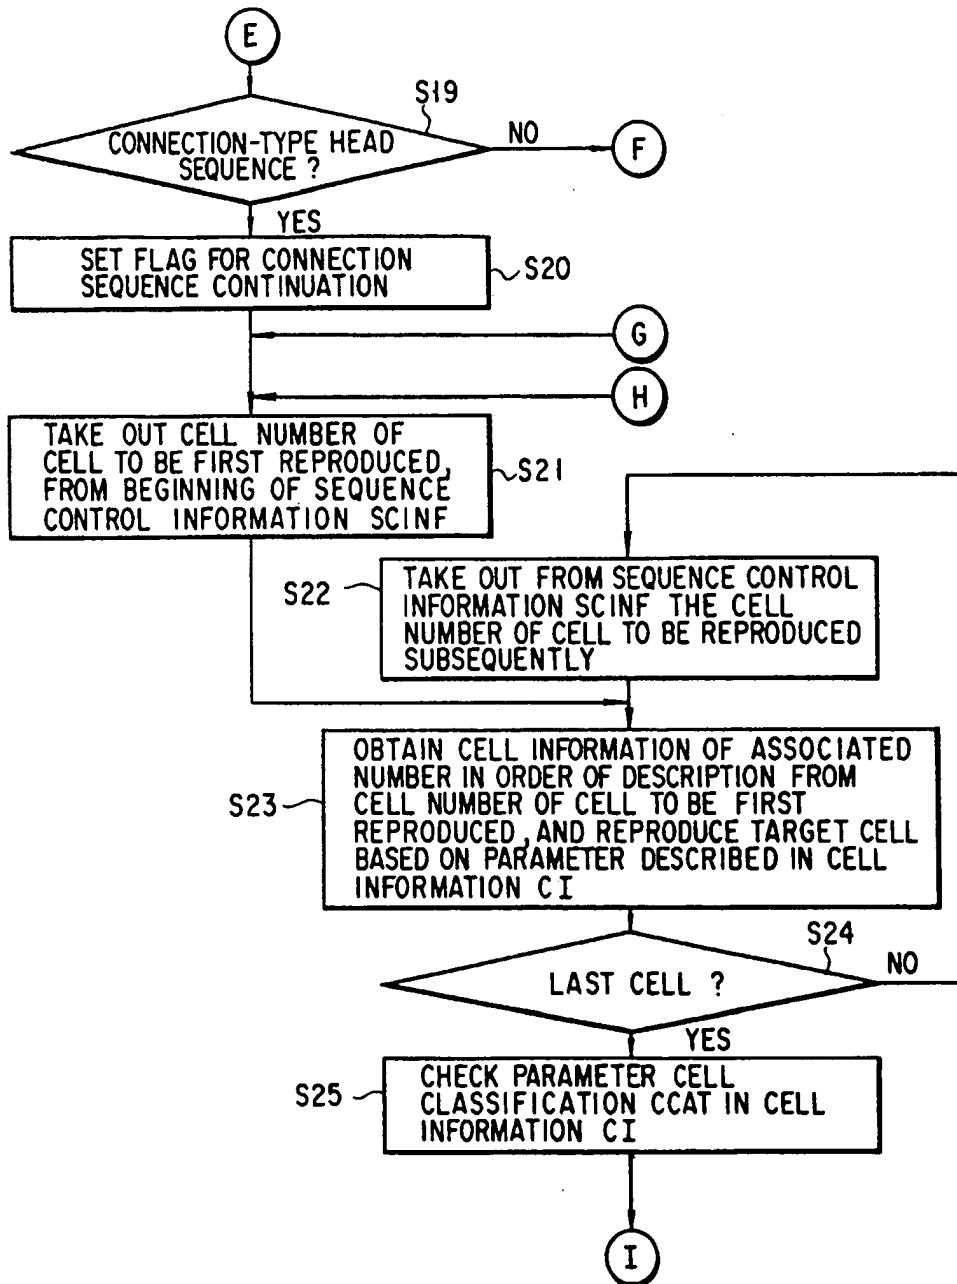 E
S19
CONNECTION-TYPE HEAD
SEQUENCE ?
NO
F
YES
SET FLAG FOR CONNECTION
SEQUENCE CONTINUATION
S20
G
H
TAKE OUT CELL NUMBER OF
CELL TO BE FIRST REPRODUCED,
FROM BEGINNING OF SEQUENCE
CONTROL INFORMATION SCINF
S21
S22
TAKE OUT FROM SEQUENCE CONTROL
INFORMATION SCINF THE CELL
NUMBER OF CELL TO BE REPRODUCED
SUBSEQUENTLY
S23
OBTAIN CELL INFORMATION OF ASSOCIATED
NUMBER IN ORDER OF DESCRIPTION FROM
CELL NUMBER OF CELL TO BE FIRST
REPRODUCED, AND REPRODUCE TARGET CELL
BASED ON PARAMETER DESCRIBED IN CELL
INFORMATION CI
S24
LAST CELL ?
NO
YES
S25
CHECK PARAMETER CELL
CLASSIFICATION CCAT IN CELL
INFORMATION CI
I